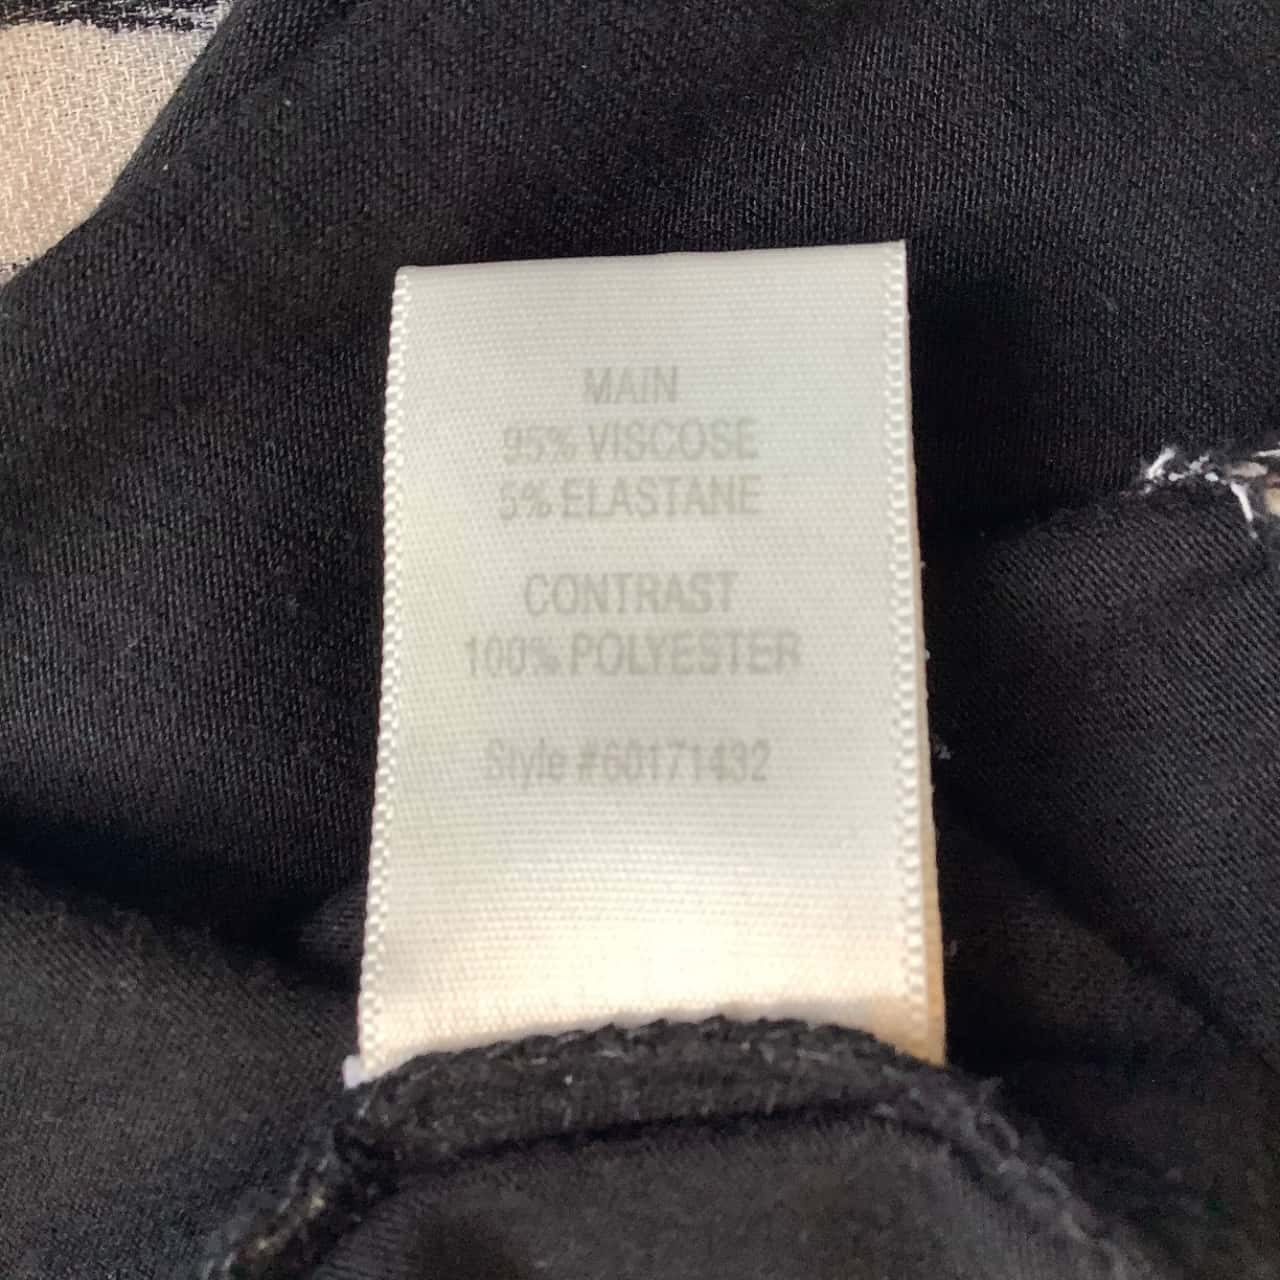 MAIN
95% VISCOSE
5% ELASTANE
CONTRAST
100% POLYESTER
Style #60171432